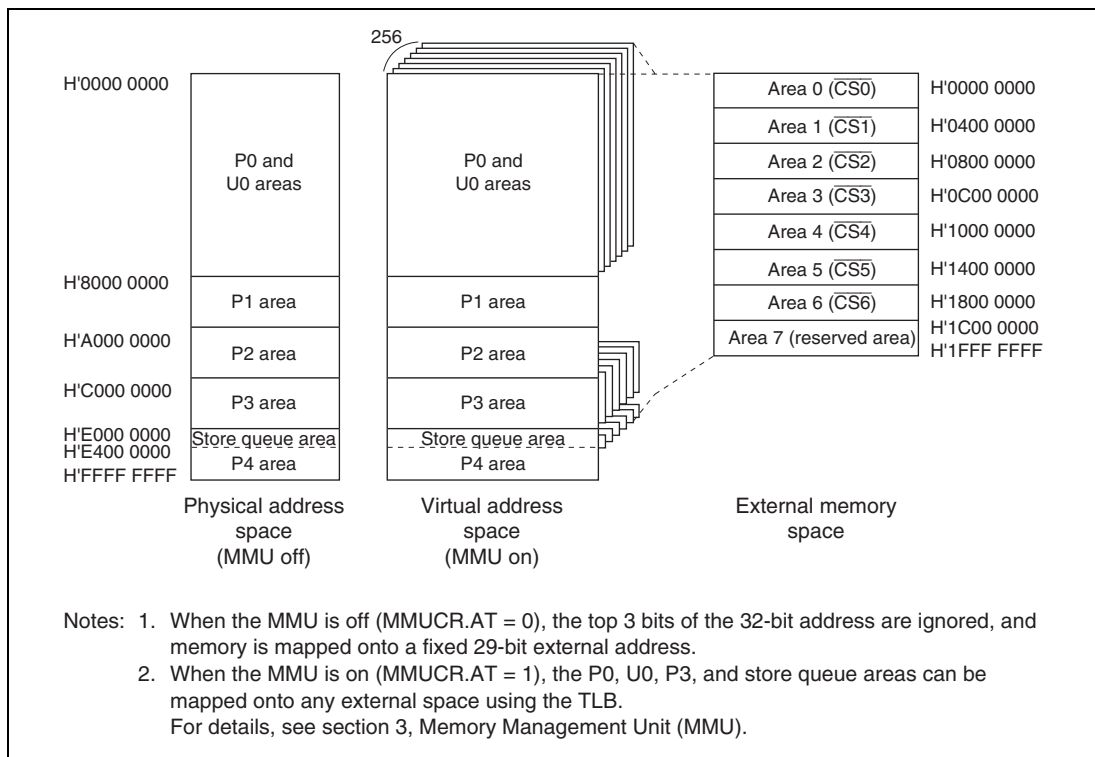 256
H'0000 0000
P0 and
U0 areas
H'8000 0000
P1 area
H'A000 0000
P2 area
H'C000 0000
P3 area
H'E000 0000
Store queue area
H'E400 0000
P4 area
H'FFFF FFFF
Physical address
space
(MMU off)
P0 and
U0 areas
P1 area
P2 area
P3 area
Store queue area
P4 area
Virtual address
space
(MMU on)
Area 0 (C̅S̅0̅) H'0000 0000
Area 1 (C̅S̅1̅) H'0400 0000
Area 2 (C̅S̅2̅) H'0800 0000
Area 3 (C̅S̅3̅) H'0C00 0000
Area 4 (C̅S̅4̅) H'1000 0000
Area 5 (C̅S̅5̅) H'1400 0000
Area 6 (C̅S̅6̅) H'1800 0000
Area 7 (reserved area) H'1C00 0000
H'1FFF FFFF
External memory
space
Notes: 1. When the MMU is off (MMUCR.AT = 0), the top 3 bits of the 32-bit address are ignored, and
memory is mapped onto a fixed 29-bit external address.
2. When the MMU is on (MMUCR.AT = 1), the P0, U0, P3, and store queue areas can be
mapped onto any external space using the TLB.
For details, see section 3, Memory Management Unit (MMU).